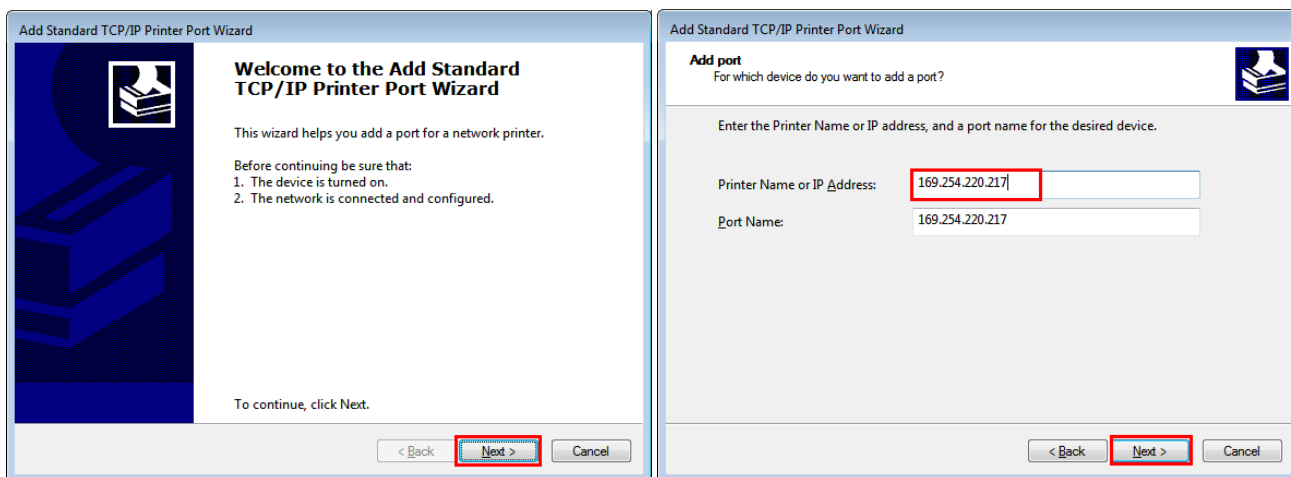 Add Standard TCP/IP Printer Port Wizard
Welcome to the Add Standard
TCP/IP Printer Port Wizard
This wizard helps you add a port for a network printer.
Before continuing be sure that:
1. The device is turned on.
2. The network is connected and configured.
To continue, click Next.
< Back
Next >
Cancel
Add Standard TCP/IP Printer Port Wizard
Add port
For which device do you want to add a port?
Enter the Printer Name or IP address, and a port name for the desired device.
Printer Name or IP Address:
169.254.220.217
Port Name:
169.254.220.217
< Back
Next >
Cancel